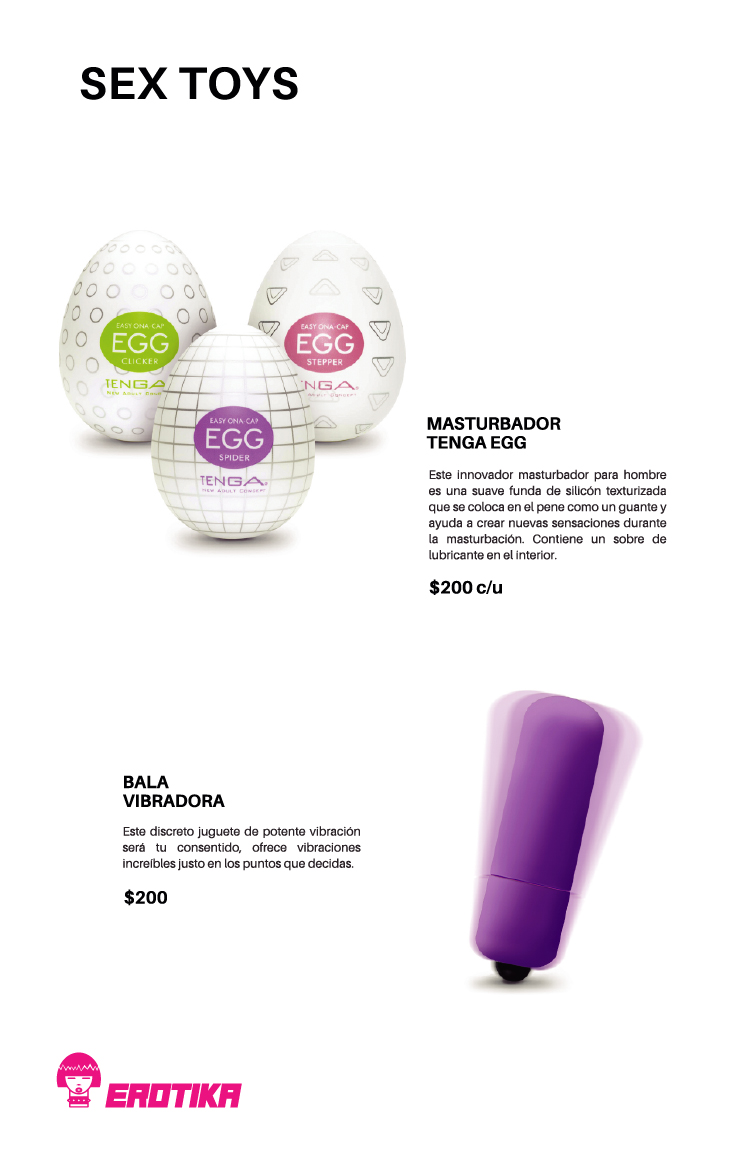 SEX TOYS
EASY ONA-CAP
EGG
CLICKER
TENGA
EASY ONA-CAP
EGG
STEPPER
NGA
EASY ONA-CAP
EGG
SPIDER
TENGA®
NEW ADULT CONCEPT
MASTURBADOR
TENGA EGG
Este innovador masturbador para hombre
es una suave funda de silicón texturizada
que se coloca en el pene como un guante y
ayuda a crear nuevas sensaciones durante
la masturbación. Contiene un sobre de
lubricante en el interior.
$200 c/u
BALA
VIBRADORA
Este discreto juguete de potente vibración
será tu consentido, ofrece vibraciones
increíbles justo en los puntos que decidas.
$200
EROTIKA